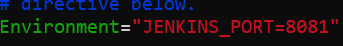 # directive below.
Environment="JENKINS_PORT=8081"